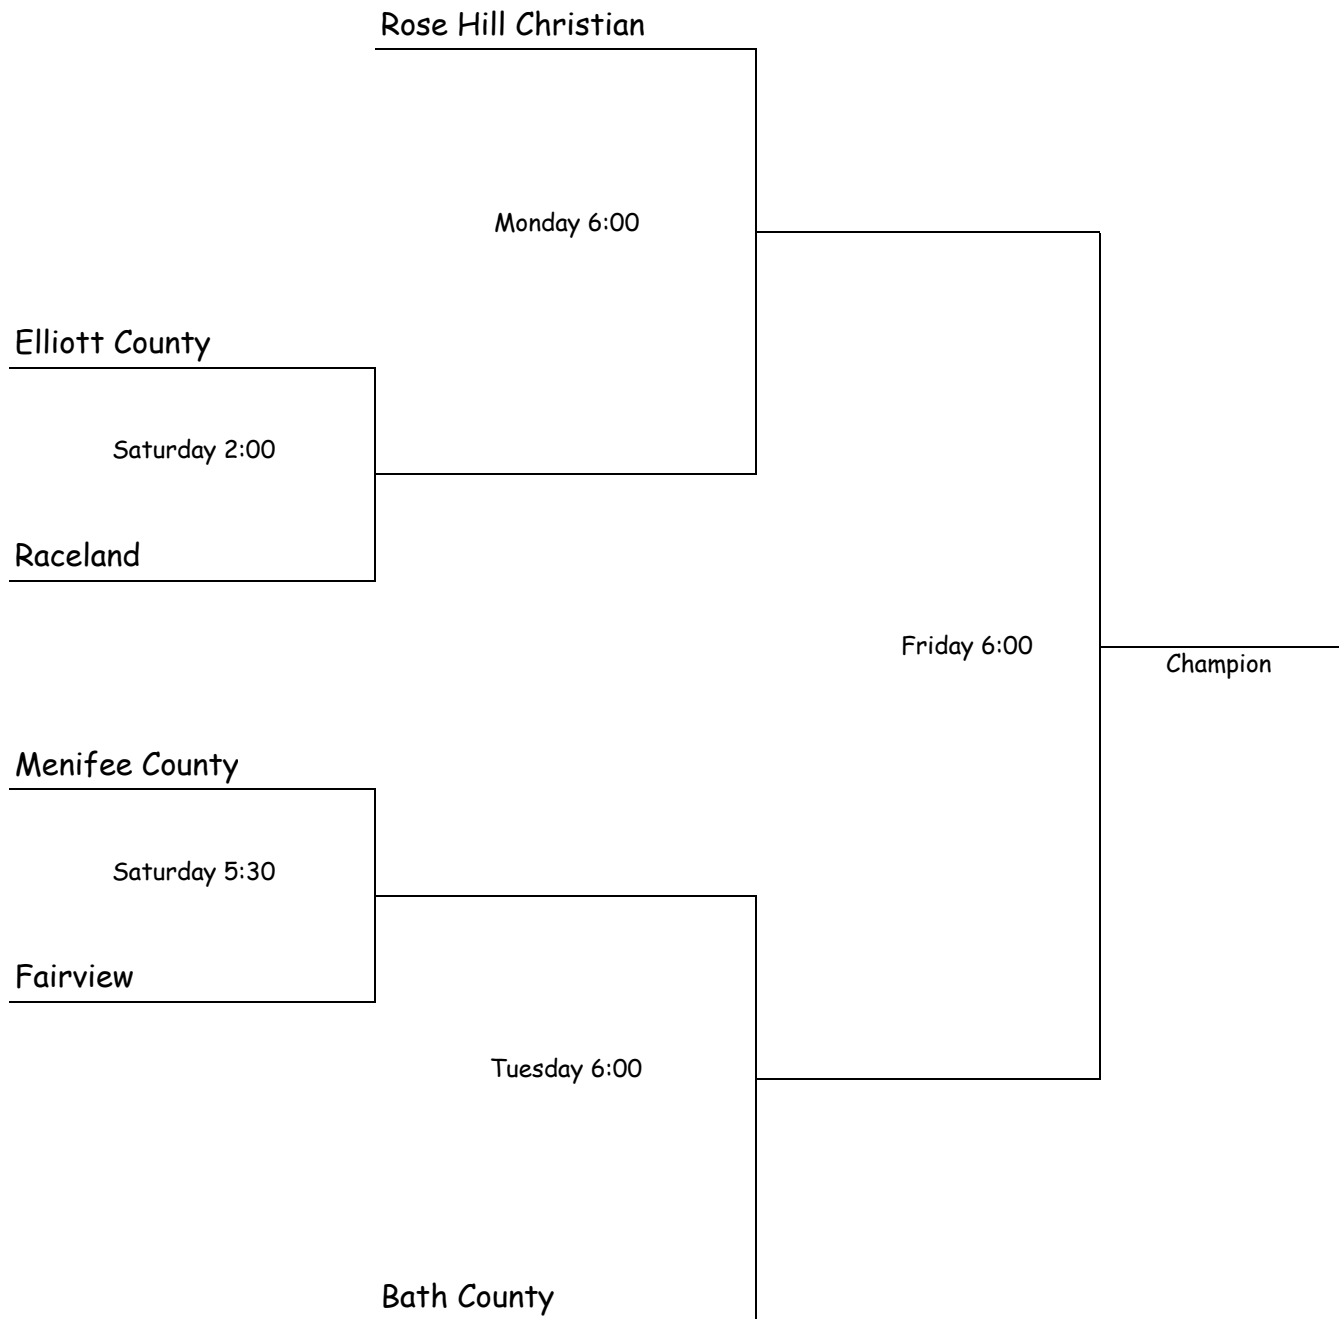 Rose Hill Christian
Monday 6:00
Elliott County
Saturday 2:00
Raceland
Friday 6:00
Champion
Menifee County
Saturday 5:30
Fairview
Tuesday 6:00
Bath County